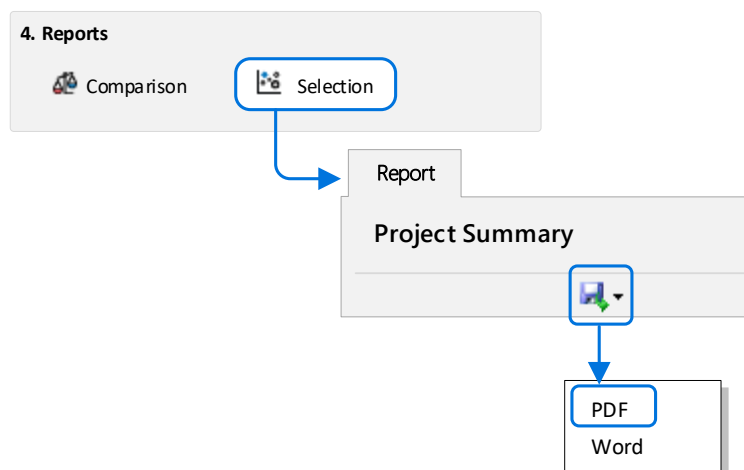 4. Reports
Comparison Selection
Report
Project Summary
PDF
Word